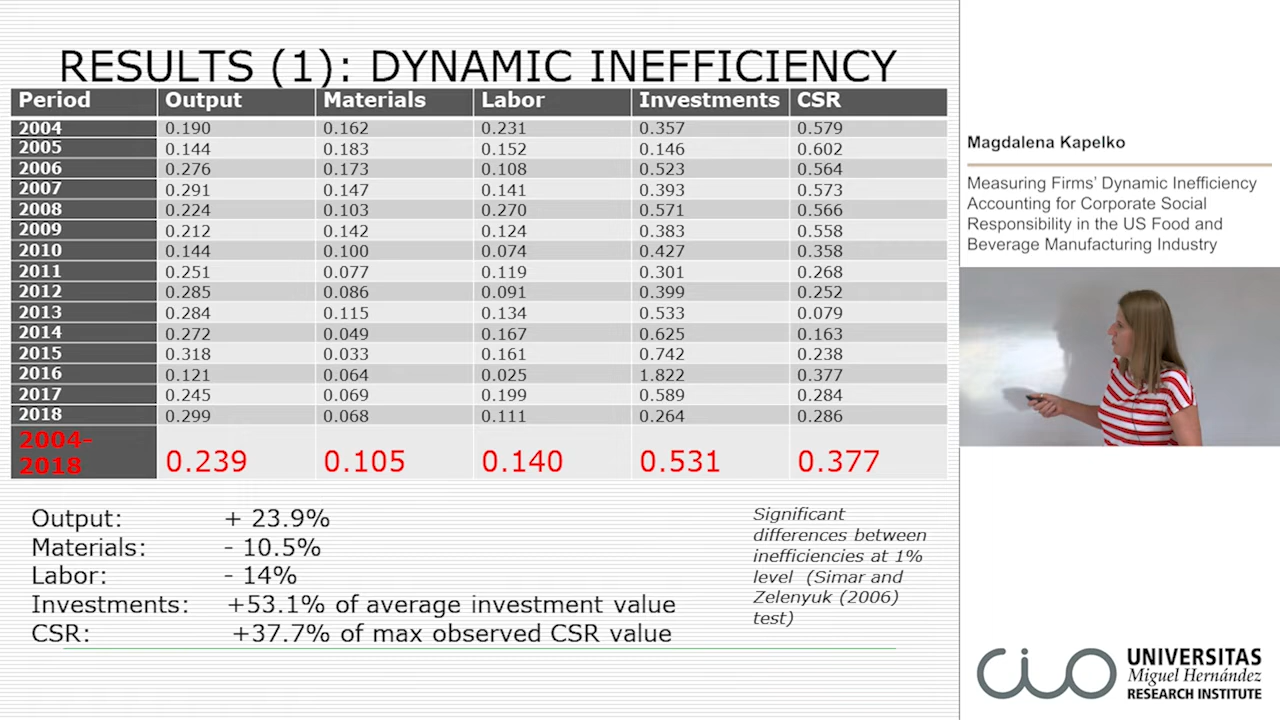 RESULTS (1): DYNAMIC INEFFICIENCY
Period Output Materials Labor Investments CSR
2004 0.190 0.162 0.231 0.357 0.579
2005 0.144 0.183 0.152 0.146 0.602
2006 0.276 0.173 0.108 0.523 0.564
2007 0.291 0.147 0.141 0.393 0.573
2008 0.224 0.103 0.270 0.571 0.566
2009 0.212 0.142 0.124 0.383 0.558
2010 0.144 0.100 0.074 0.427 0.358
2011 0.251 0.077 0.119 0.301 0.268
2012 0.285 0.086 0.091 0.399 0.252
2013 0.284 0.115 0.134 0.533 0.079
2014 0.272 0.049 0.167 0.625 0.163
2015 0.318 0.033 0.161 0.742 0.238
2016 0.121 0.064 0.025 1.822 0.377
2017 0.245 0.069 0.199 0.589 0.284
2018 0.299 0.068 0.111 0.264 0.286
2004-
2018 0.239 0.105 0.140 0.531 0.377
Output: + 23.9%
Materials: - 10.5%
Labor: - 14%
Investments: +53.1% of average investment value
CSR: +37.7% of max observed CSR value
Significant
differences between
inefficiencies at 1%
level (Simar and
Zelenyuk (2006)
test)
Magdalena Kapelko
Measuring Firms' Dynamic Inefficiency
Accounting for Corporate Social
Responsibility in the US Food and
Beverage Manufacturing Industry
CIO
UNIVERSITAS
Miguel Hernández
RESEARCH INSTITUTE